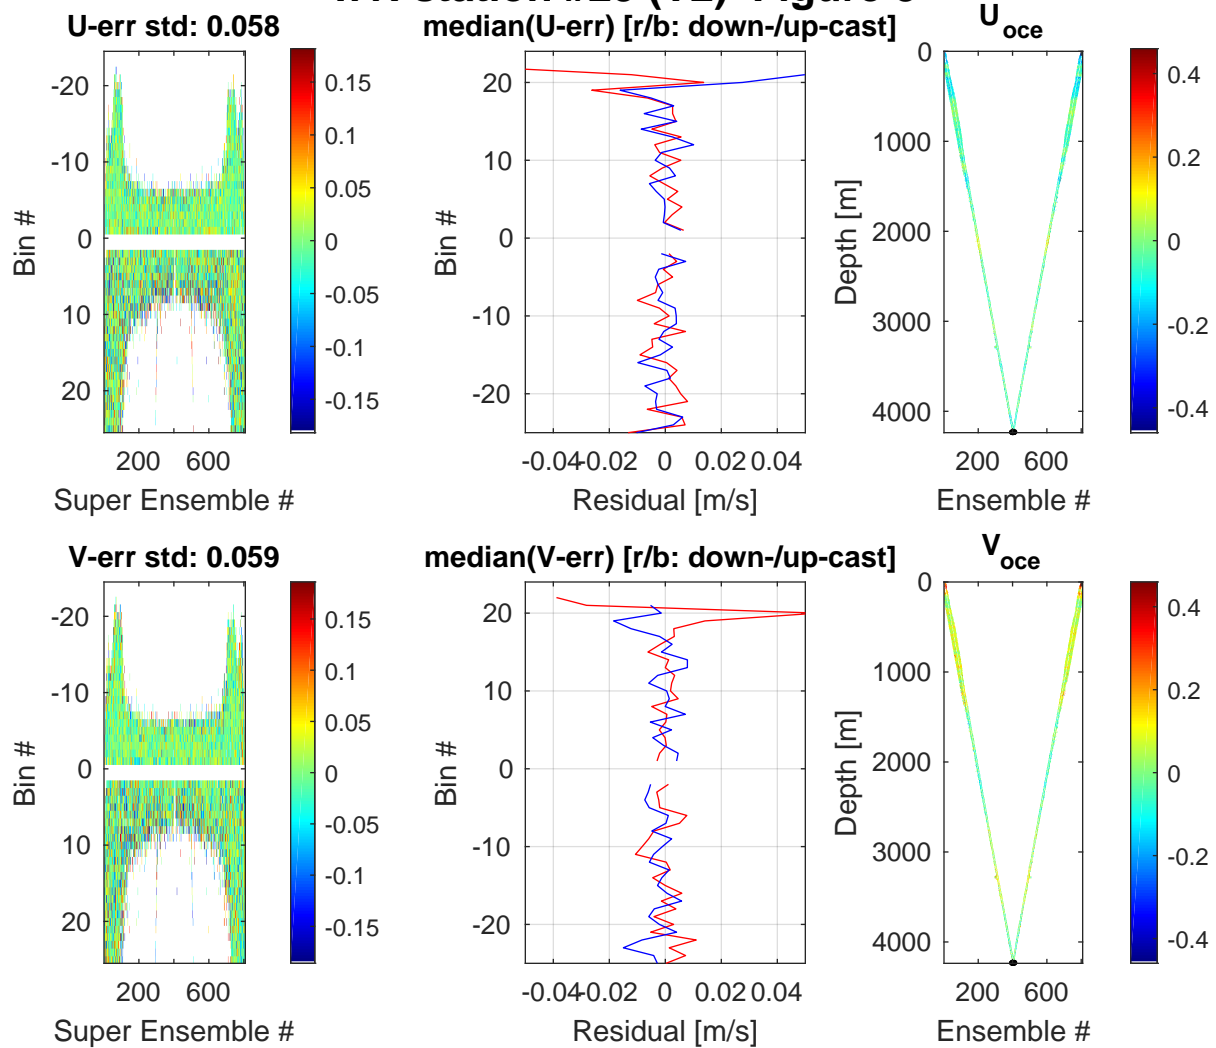 U-err std: 0.058
median(U-err) [r/b: down-/up-cast]
U oce
-20
-10
0
10
20
Bin #
200 600
Super Ensemble #
0.15
0.1
0.05
0
-0.05
-0.1
-0.15
20
10
0
-10
-20
Bin #
-0.04 -0.02 0 0.02 0.04
Residual [m/s]
0
1000
2000
3000
4000
Depth [m]
200 600
Ensemble #
0.4
0.2
0
-0.2
-0.4
V-err std: 0.059
median(V-err) [r/b: down-/up-cast]
V oce
-20
-10
0
10
20
Bin #
200 600
Super Ensemble #
0.15
0.1
0.05
0
-0.05
-0.1
-0.15
20
10
0
-10
-20
Bin #
-0.04 -0.02 0 0.02 0.04
Residual [m/s]
0
1000
2000
3000
4000
Depth [m]
200 600
Ensemble #
0.4
0.2
0
-0.2
-0.4